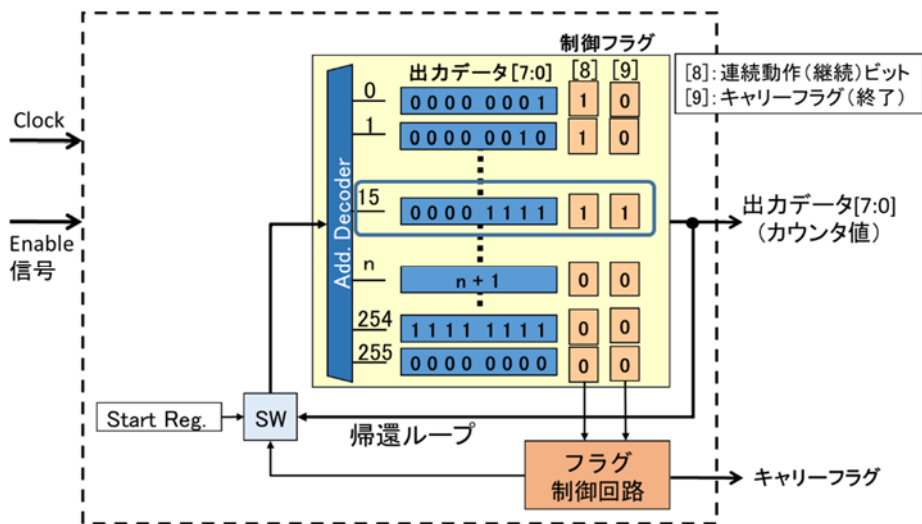 制御フラグ
出力データ[7:0] [8] [9]
[8]:連続動作(継続)ビット
[9]:キャリーフラグ(終了)
0 0000 0001 1 0
1 0000 0010 1 0
15 0000 1111 1 1
n n + 1 0 0
254 1111 1111 0 0
255 0000 0000 0 0
Add. Decoder
Clock
Enable
信号
出力データ[7:0]
(カウンタ値)
Start Reg.
SW
帰還ループ
フラグ
制御回路
キャリーフラグ